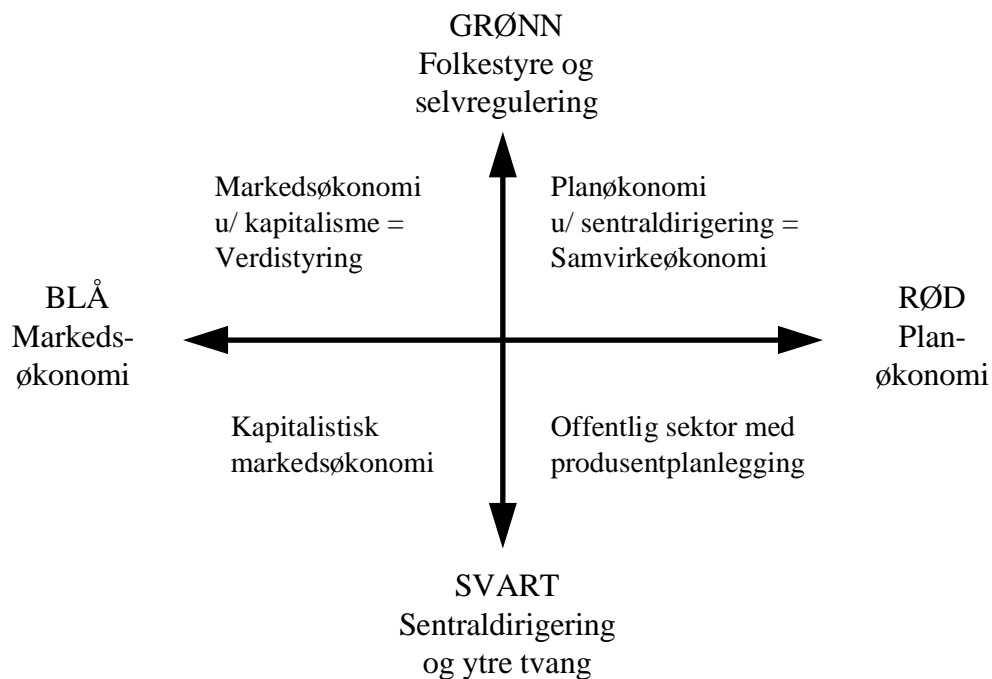 GRØNN
Folkestyre og
selvregulering
Markedsøkonomi
u/ kapitalisme =
Verdistyring
Planøkonomi
u/ sentraldirigering =
Samvirkeøkonomi
BLÅ
Markeds-
økonomi
RØD
Plan-
økonomi
Kapitalistisk
markedsøkonomi
Offentlig sektor med
produsentplanlegging
SVART
Sentraldirigering
og ytre tvang